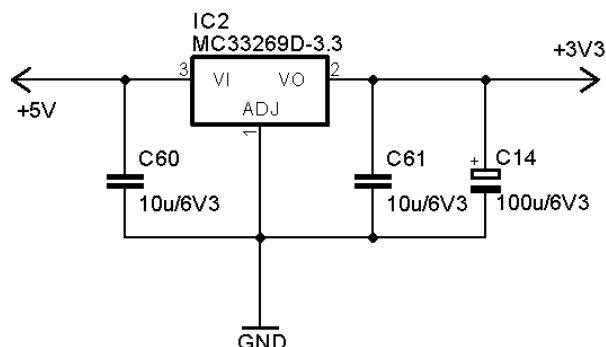 IC2
MC33269D-3.3
+3V3
3
VI
VO
2
+5V
ADJ
1
C60
10u/6V3
C61
10u/6V3
+
C14
100u/6V3
GND